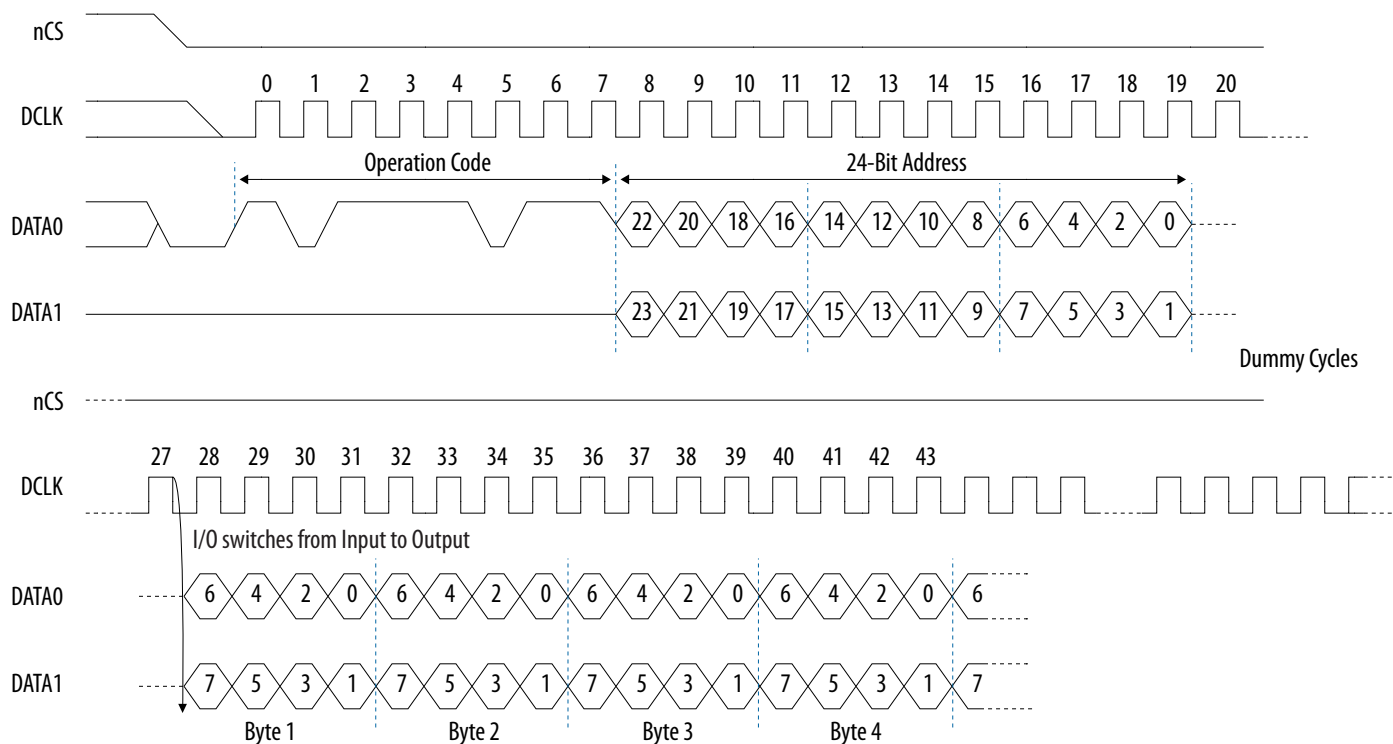 nCS
0 1 2 3 4 5 6 7 8 9 10 11 12 13 14 15 16 17 18 19 20
DCLK
Operation Code 24-Bit Address
DATA0 22 20 18 16 14 12 10 8 6 4 2 0
DATA1 23 21 19 17 15 13 11 9 7 5 3 1
Dummy Cycles
nCS
27 28 29 30 31 32 33 34 35 36 37 38 39 40 41 42 43
DCLK
I/O switches from Input to Output
DATA0 6 4 2 0 6 4 2 0 6 4 2 0 6 4 2 0 6
DATA1 7 5 3 1 7 5 3 1 7 5 3 1 7 5 3 1 7
Byte 1 Byte 2 Byte 3 Byte 4